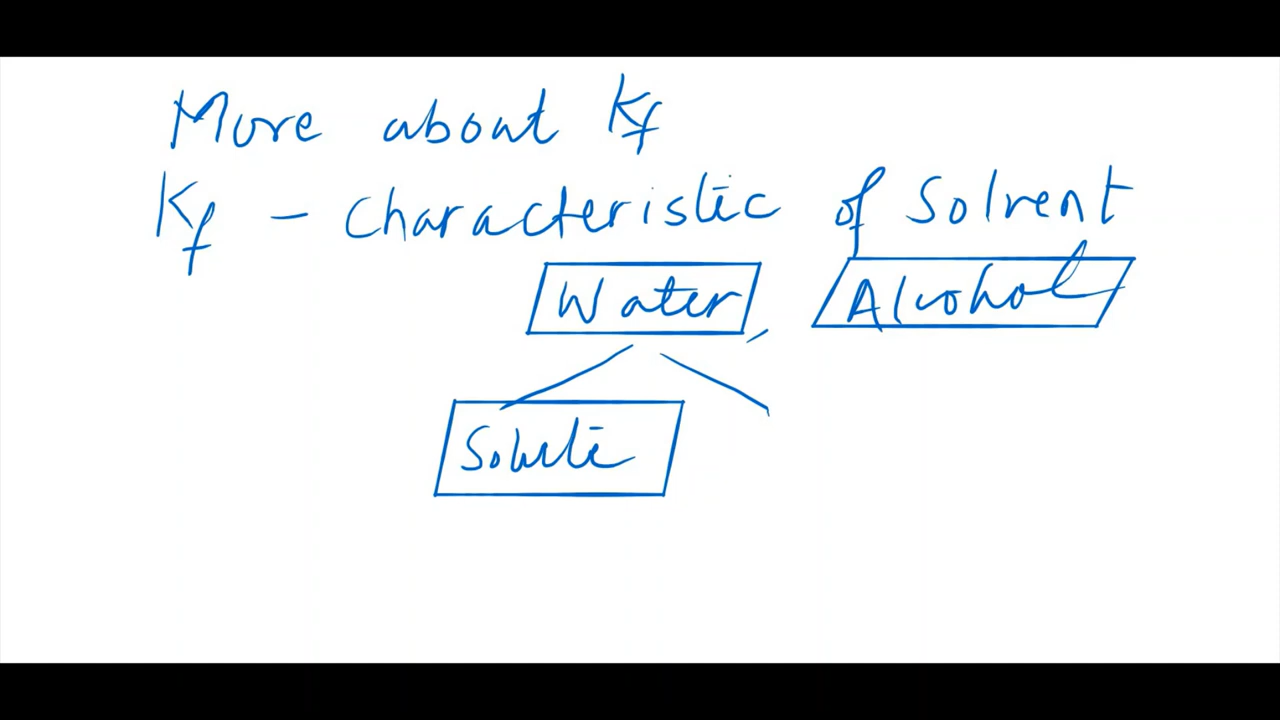 More about Kf
Kf - Characteristic of Solvent
Water, Alcohol
Solute